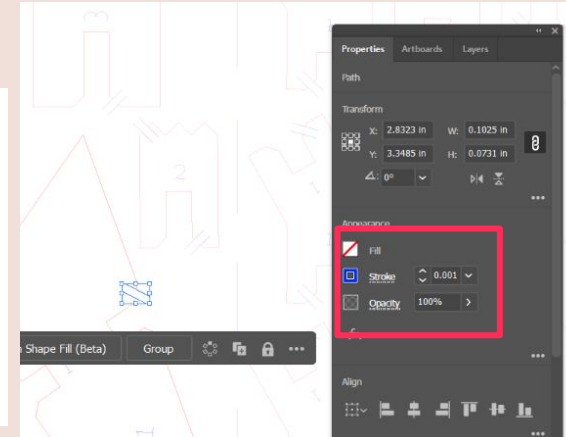 Properties Artboards Layers
Path
Transform
X: 2.8323 in W: 0.1025 in
Y: 3.3485 in H: 0.0731 in
0°
Appearance
Fill
Stroke 0.001
Opacity 100%
Align
Shape Fill (Beta) Group
3
2